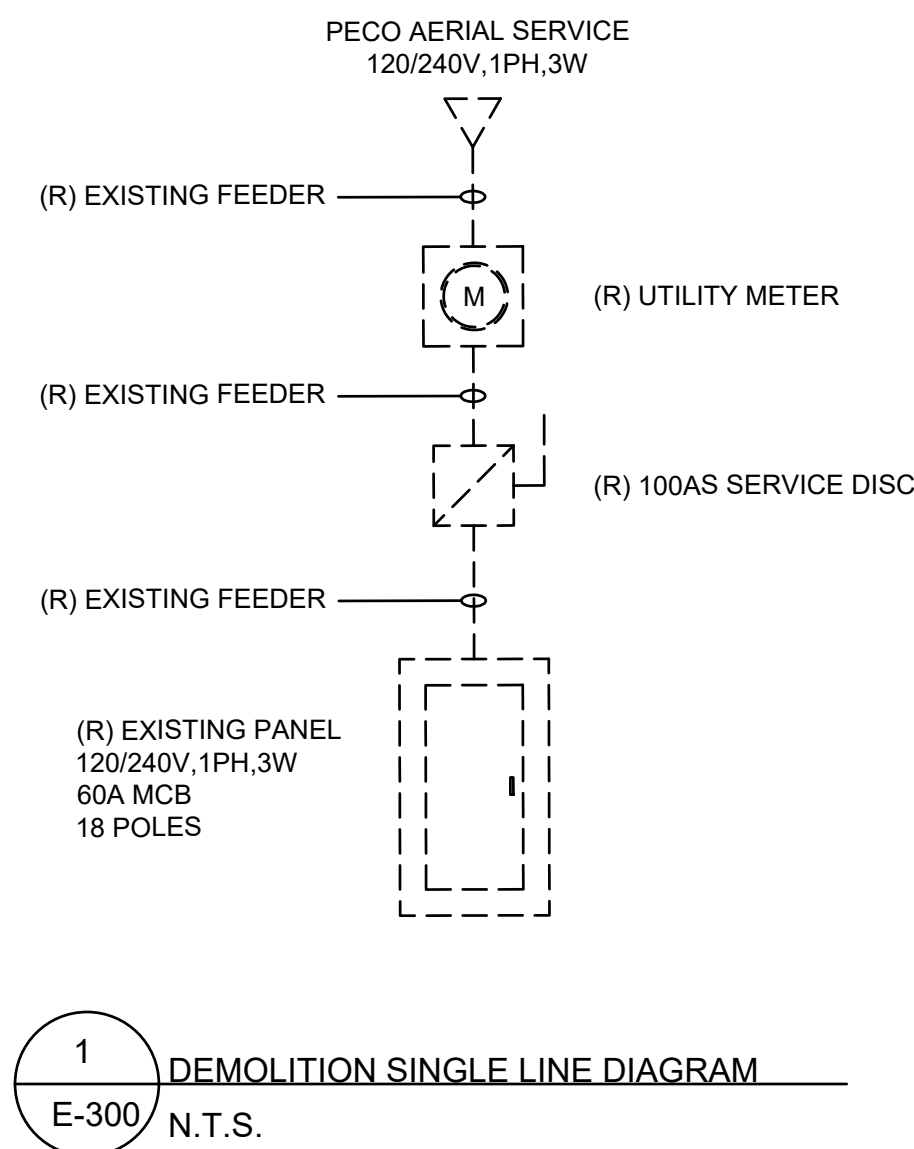 PECO AERIAL SERVICE
120/240V,1PH,3W
(R) EXISTING FEEDER
M
(R) UTILITY METER
(R) EXISTING FEEDER
(R) 100AS SERVICE DISC
(R) EXISTING FEEDER
(R) EXISTING PANEL
120/240V,1PH,3W
60A MCB
18 POLES
1
DEMOLITION SINGLE LINE DIAGRAM
E-300
N.T.S.